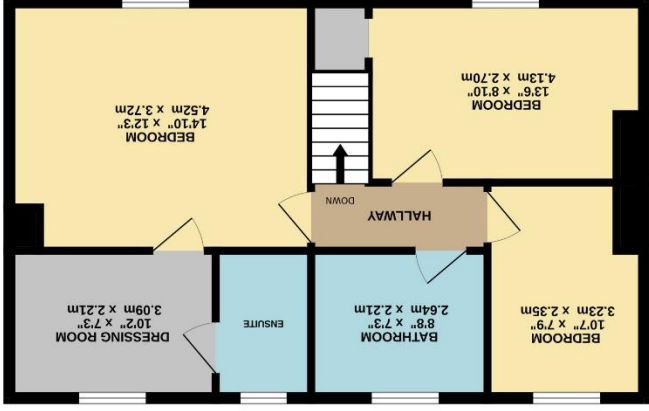 BEDROOM
10'7" x 7'9"
3.23m x 2.35m
BATHROOM
8'8" x 7'3"
2.64m x 2.21m
ENSUITE
DRESSING ROOM
10'2" x 7'3"
3.09m x 2.21m
HALLWAY
DOWN
BEDROOM
13'6" x 8'10"
4.13m x 2.70m
BEDROOM
14'10" x 12'3"
4.52m x 3.72m